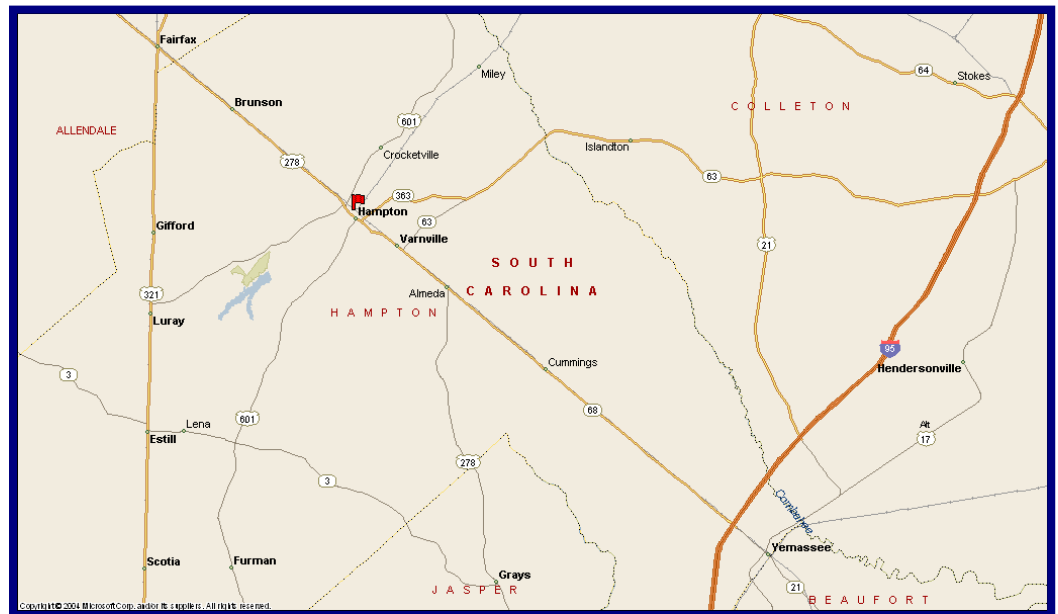 Fairfax
64
Stokes
Miley
Brunson
COLLETON
601
ALLENDALE
Islandton
Crocketville
278
63
363
Hampton
63
Gifford
Varnville
21
SOUTH
CAROLINA
Almeda
321
HAMPTON
Luray
95
Cummings
Hendersonville
3
68
601
Lena
Alt
17
Estill
278
3
Combahee
Yemassee
Scotia
Furman
Grays
21
JASPER
BEAUFORT
Copyright © 2004 Microsoft Corp. and/or its suppliers. All rights reserved.